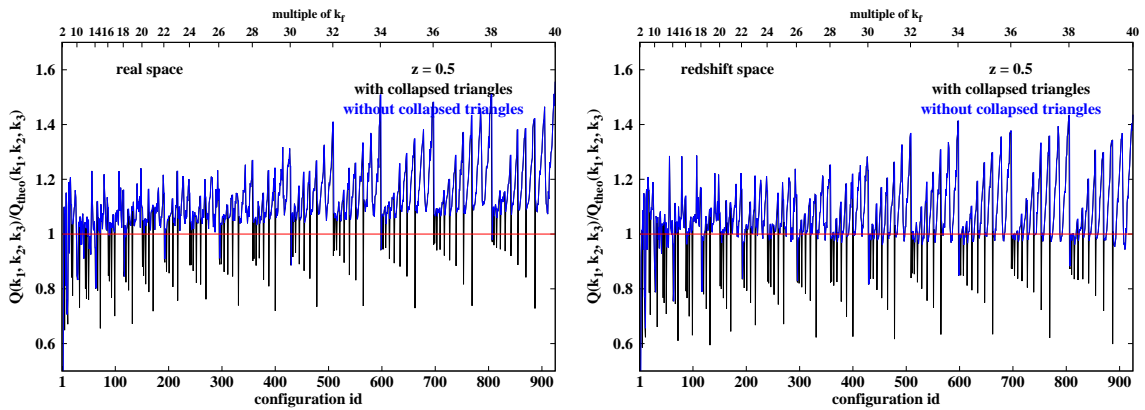 multiple of k_f
2 10 14 16 18 20 22 24 26 28 30 32 34 36 38 40
real space
z = 0.5
with collapsed triangles
without collapsed triangles
Q(k_1, k_2, k_3)/Q_theo(k_1, k_2, k_3)
1.6
1.4
1.2
1
0.8
0.6
1 100 200 300 400 500 600 700 800 900
configuration id
multiple of k_f
2 10 14 16 18 20 22 24 26 28 30 32 34 36 38 40
redshift space
z = 0.5
with collapsed triangles
without collapsed triangles
Q(k_1, k_2, k_3)/Q_theo(k_1, k_2, k_3)
1.6
1.4
1.2
1
0.8
0.6
1 100 200 300 400 500 600 700 800 900
configuration id